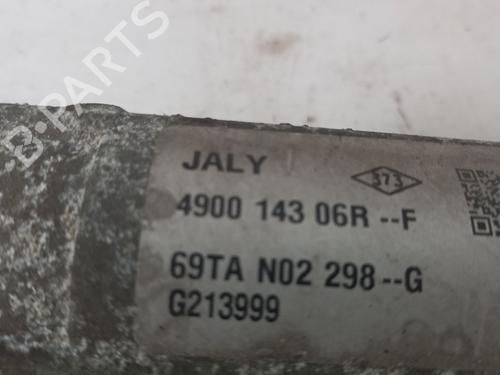 B-PARTS
JALY
373
4900 143 06R --F
69TA N02 298--G
G213999